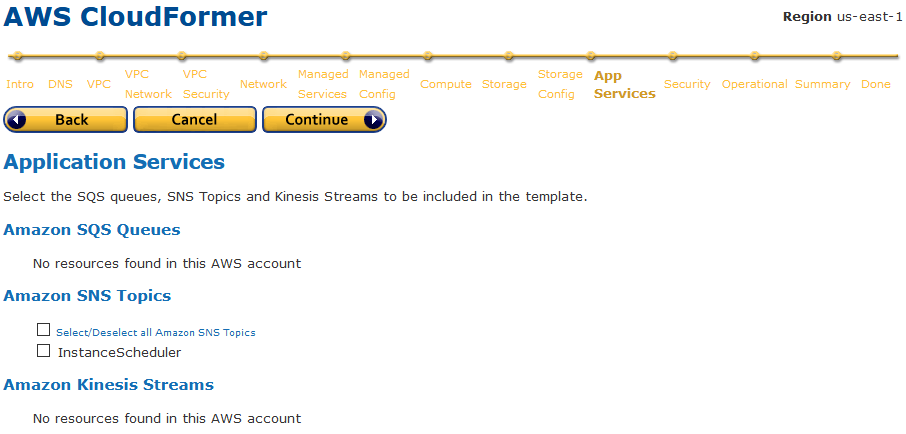 AWS CloudFormer
Region us-east-1
Intro DNS VPC VPC Network VPC Security Network Managed Services Managed Config Compute Storage Storage Config App Services Security Operational Summary Done
Back Cancel Continue
Application Services
Select the SQS queues, SNS Topics and Kinesis Streams to be included in the template.
Amazon SQS Queues
No resources found in this AWS account
Amazon SNS Topics
Select/Deselect all Amazon SNS Topics
InstanceScheduler
Amazon Kinesis Streams
No resources found in this AWS account